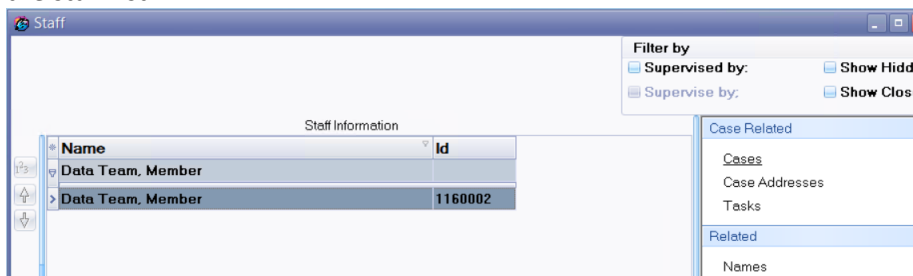 Staff
Filter by
Supervised by:
Show Hidd
Supervise by;
Show Clos
Staff Information
Name
Id
Data Team, Member
Data Team, Member
1160002
Case Related
Cases
Case Addresses
Tasks
Related
Names